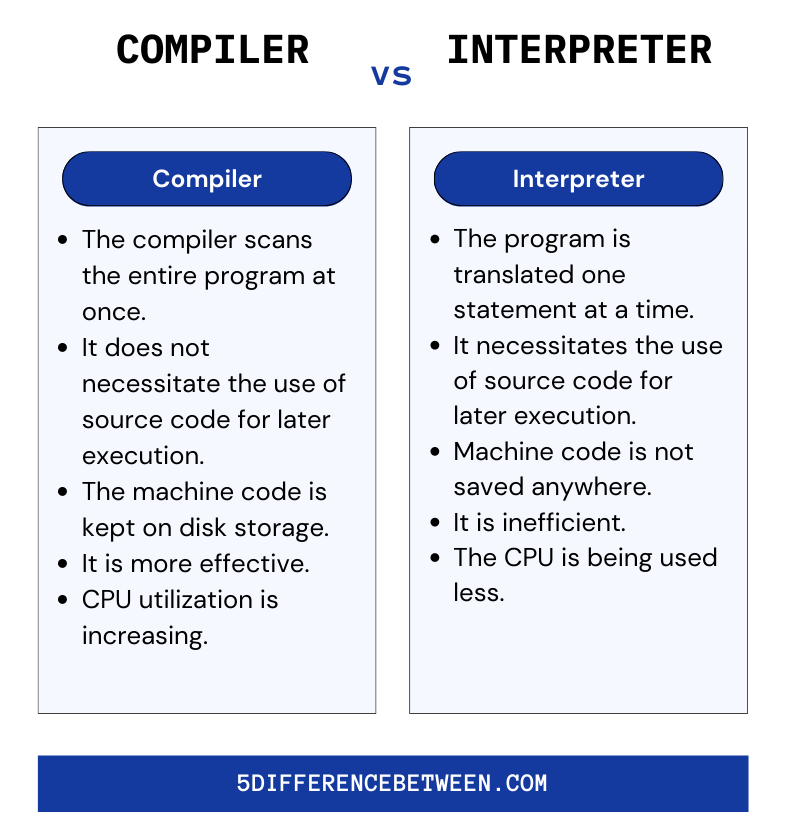 COMPILER
vs
INTERPRETER
Compiler
• The compiler scans
the entire program at
once.
• It does not
necessitate the use of
source code for later
execution.
• The machine code is
kept on disk storage.
• It is more effective.
• CPU utilization is
increasing.
Interpreter
• The program is
translated one
statement at a time.
• It necessitates the use
of source code for
later execution.
• Machine code is not
saved anywhere.
• It is inefficient.
• The CPU is being used
less.
5DIFFERENCEBETWEEN.COM